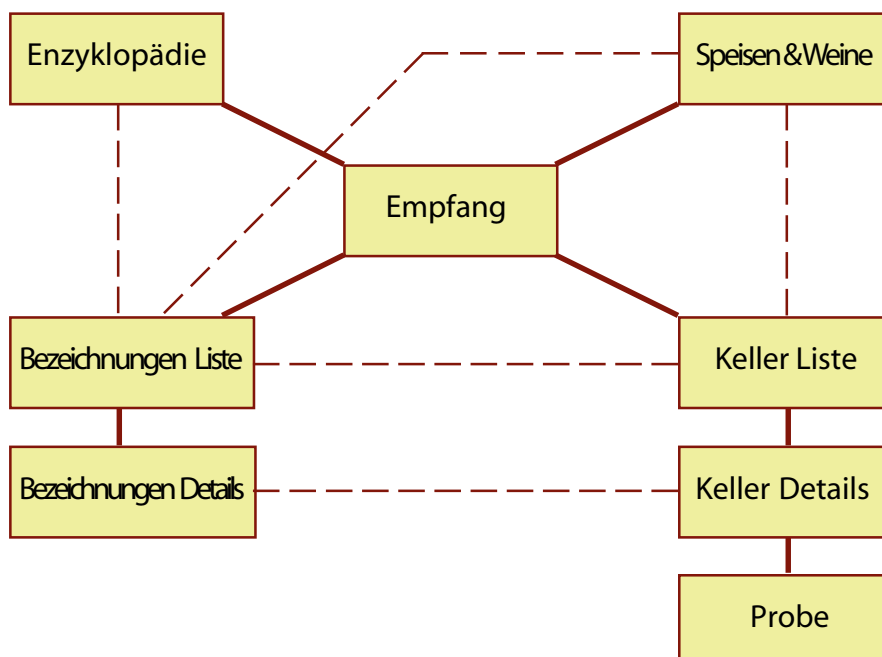 Enzyklopädie
Speisen & Weine
Empfang
Bezeichnungen Liste
Keller Liste
Bezeichnungen Details
Keller Details
Probe